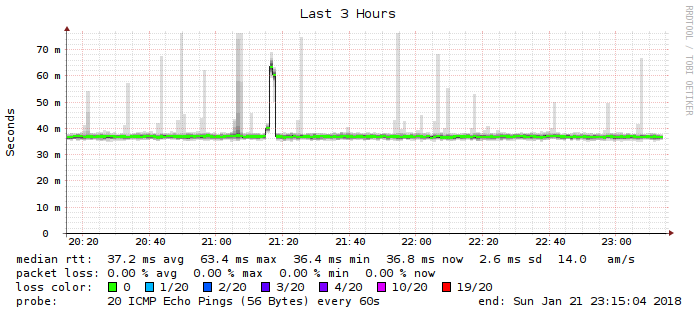 Last 3 Hours
RRDTOOL / TOBI OETIKER
Seconds
70 m
60 m
50 m
40 m
30 m
20 m
10 m
0
20:20 20:40 21:00 21:20 21:40 22:00 22:20 22:40 23:00
median rtt: 37.2 ms avg 63.4 ms max 36.4 ms min 36.8 ms now 2.6 ms sd 14.0 am/s
packet loss: 0.00 % avg 0.00 % max 0.00 % min 0.00 % now
loss color: 0 1/20 2/20 3/20 4/20 10/20 19/20
probe: 20 ICMP Echo Pings (56 Bytes) every 60s end: Sun Jan 21 23:15:04 2018